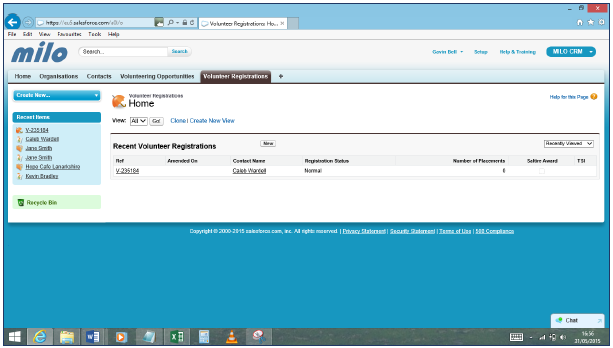 https://eu5.salesforce.com/a0l/o
Volunteer Registrations: Ho...
File Edit View Favourites Tools Help
milo
Search...
Search
Gavin Bell
Setup
Help & Training
MILO CRM
Home Organisations Contacts Volunteering Opportunities Volunteer Registrations +
Create New...
Recent Items
V-235184
Caleb Wardell
Jane Smith
Jane Smith
Hope Cafe Lanarkshire
Kevin Bradley
Recycle Bin
Volunteer Registrations
Home
Help for this Page
View: All Go! Clone | Create New View
Recent Volunteer Registrations
New
Recently Viewed
Ref Amended On Contact Name Registration Status Number of Placements Saltire Award TSI
V-235184 Caleb Wardell Normal 0
Copyright © 2000-2015 salesforce.com, inc. All rights reserved. | Privacy Statement | Security Statement | Terms of Use | 508 Compliance
Chat
16:36
31/05/2015